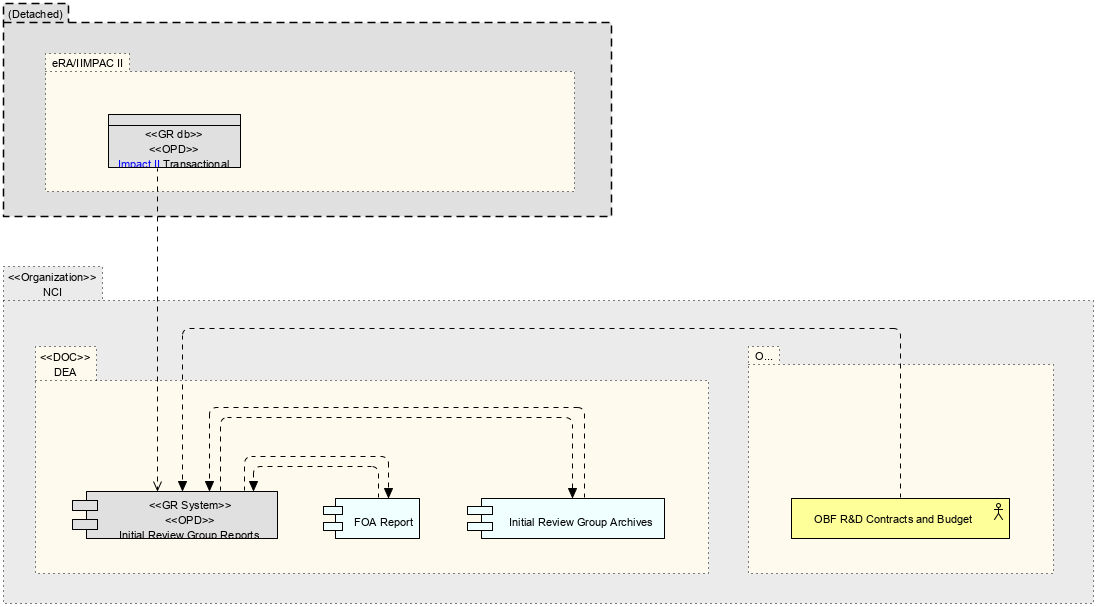 (Detached)
eRA/IIMPAC II
<<GR db>>
<<OPD>>
Impact II Transactional
<<Organization>>
NCI
<<DOC>>
DEA
O...
<<GR System>>
<<OPD>>
Initial Review Group Reports
FOA Report
Initial Review Group Archives
OBF R&D Contracts and Budget